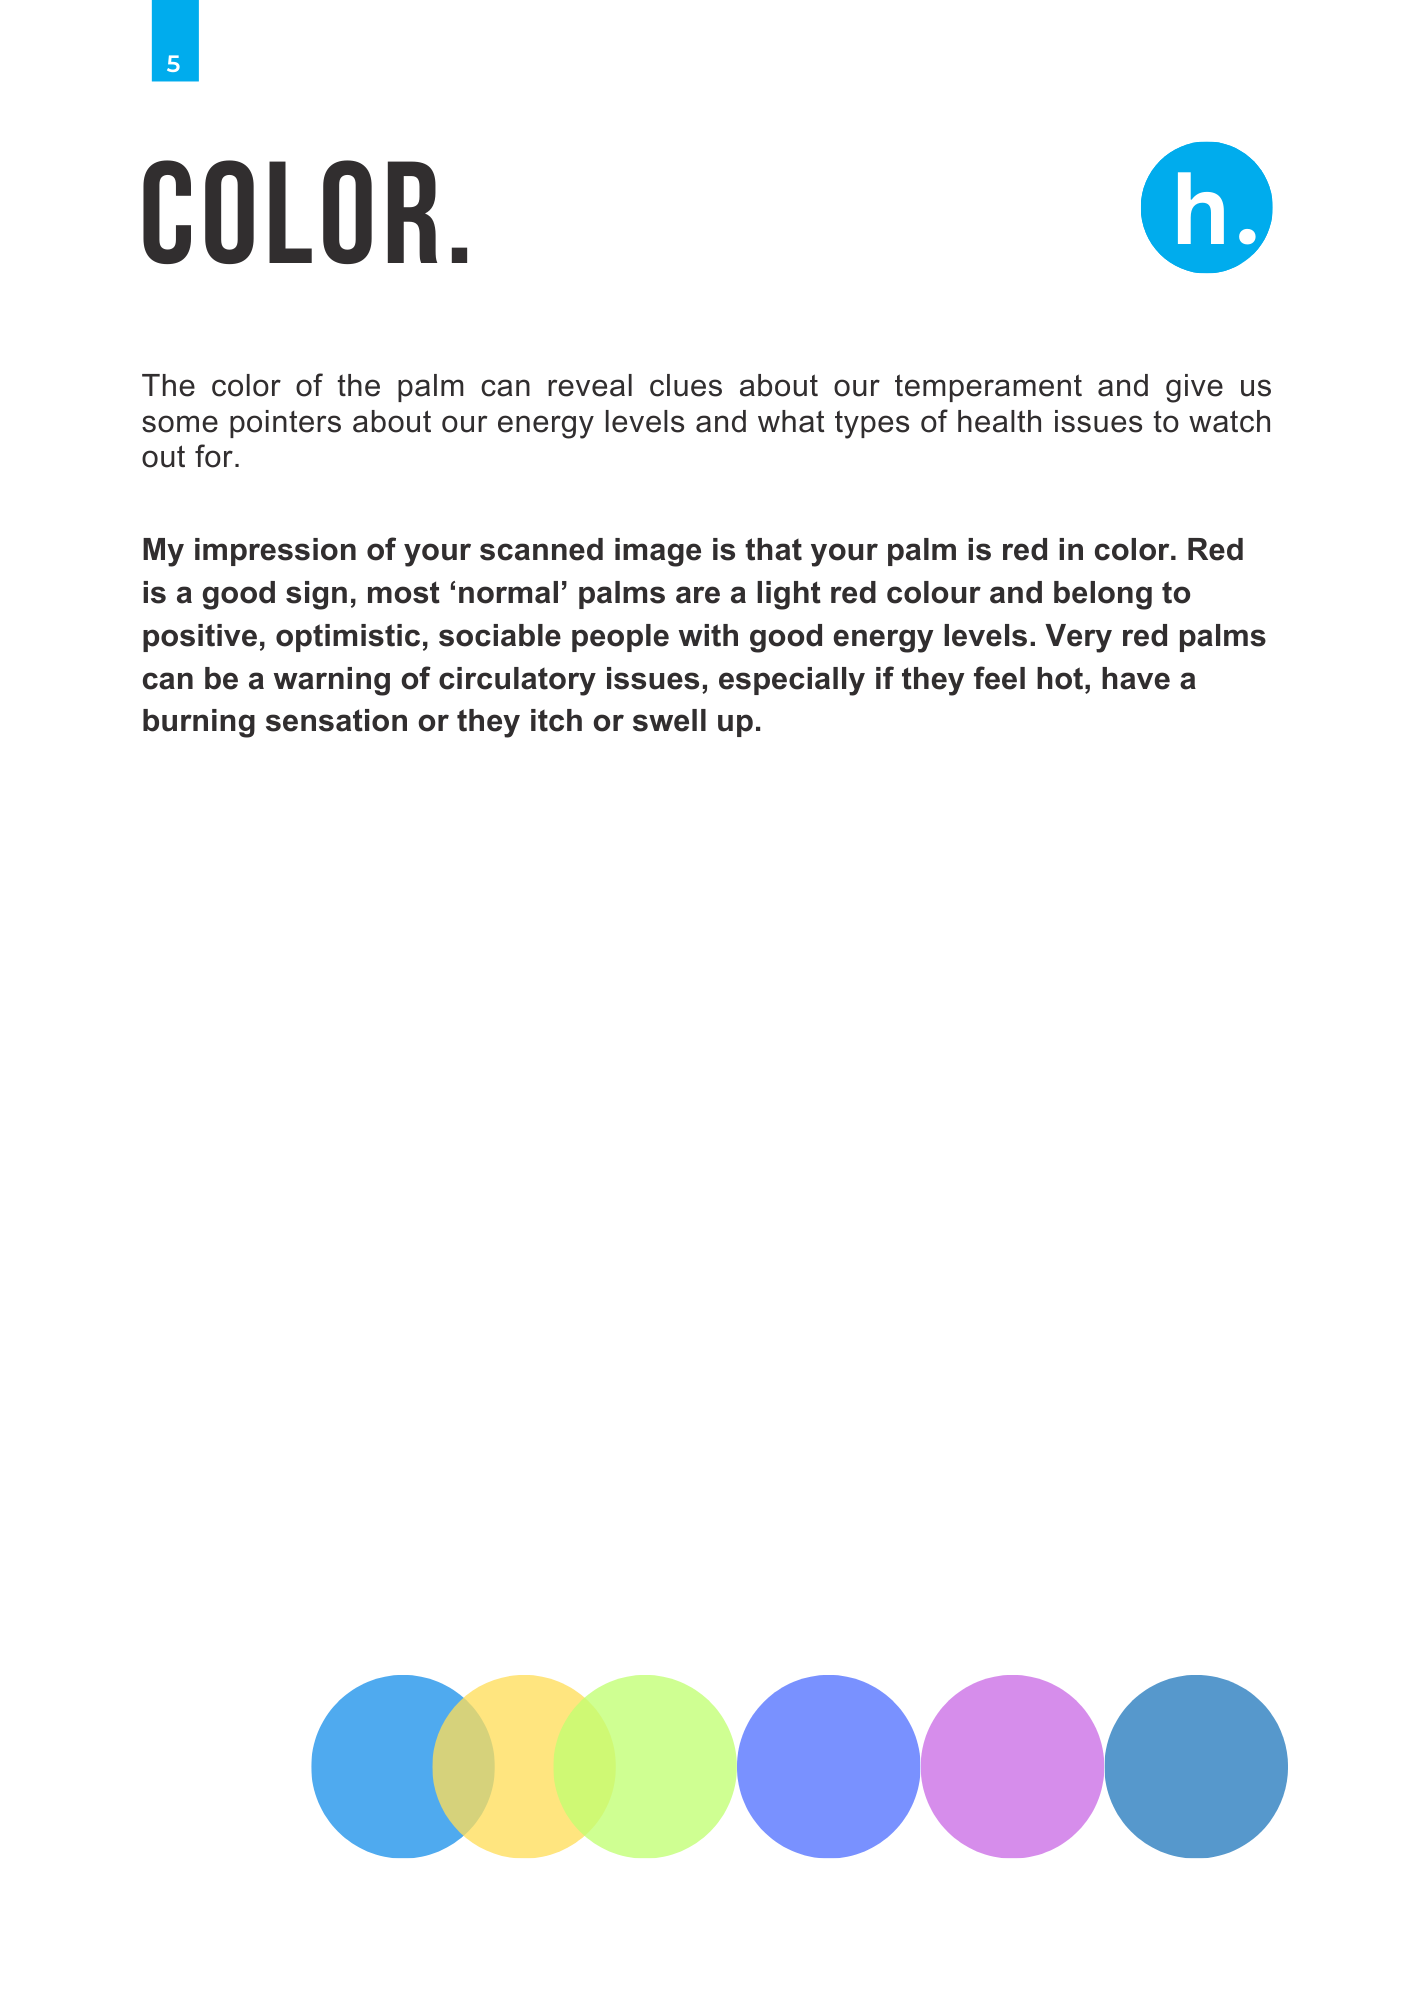 5
COLOR.
h.
The color of the palm can reveal clues about our temperament and give us
some pointers about our energy levels and what types of health issues to watch
out for.
My impression of your scanned image is that your palm is red in color. Red
is a good sign, most ‘normal’ palms are a light red colour and belong to
positive, optimistic, sociable people with good energy levels. Very red palms
can be a warning of circulatory issues, especially if they feel hot, have a
burning sensation or they itch or swell up.